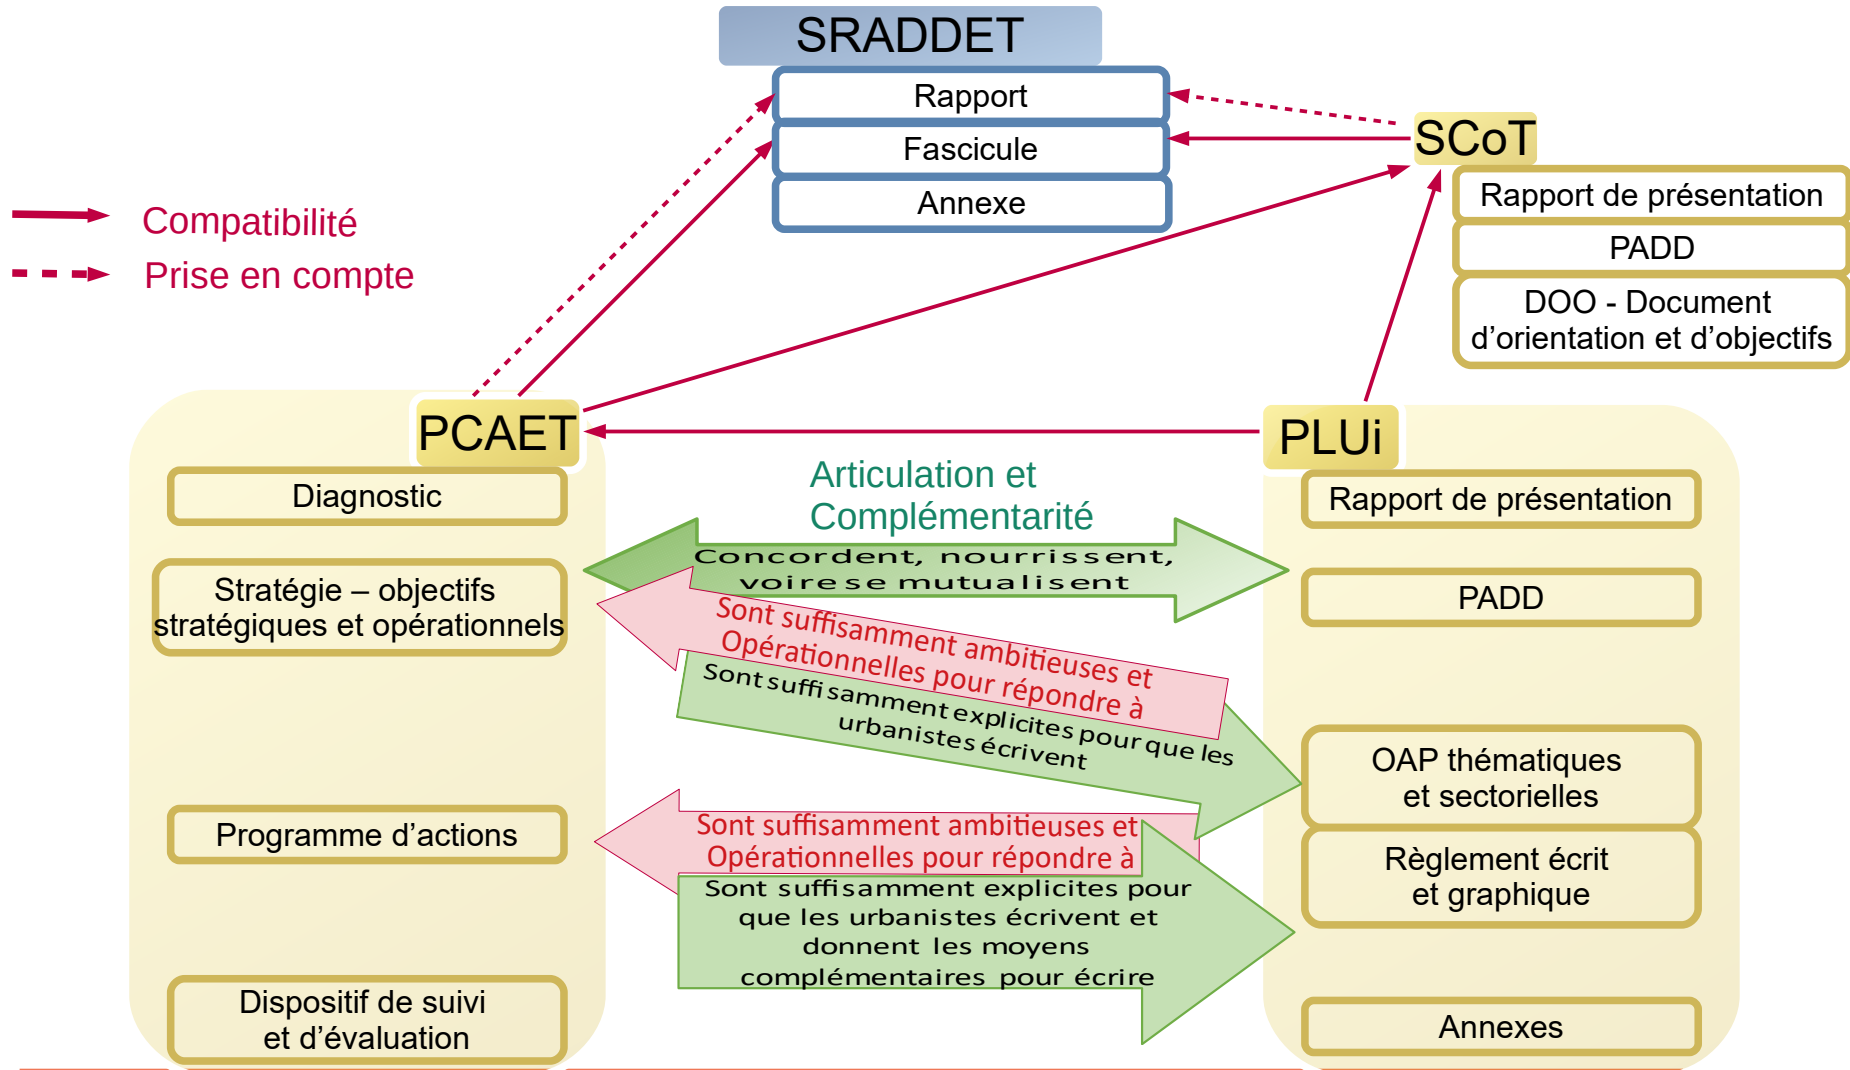 SRADDET
Rapport
Fascicule
Annexe
SCoT
Rapport de présentation
PADD
DOO - Document
d’orientation et d’objectifs
Compatibilité
Prise en compte
PCAET
Diagnostic
Stratégie – objectifs
stratégiques et opérationnels
Programme d’actions
Dispositif de suivi
et d’évaluation
Articulation et
Complémentarité
Concordent, nourrissent,
voire se mutualisent
Sont suffisamment ambitieuses et
Opérationnelles pour répondre à
Sont suffisamment explicites pour que les
urbanistes écrivent
Sont suffisamment ambitieuses et
Opérationnelles pour répondre à
Sont suffisamment explicites pour
que les urbanistes écrivent et
donnent les moyens
complémentaires pour écrire
PLUi
Rapport de présentation
PADD
OAP thématiques
et sectorielles
Règlement écrit
et graphique
Annexes